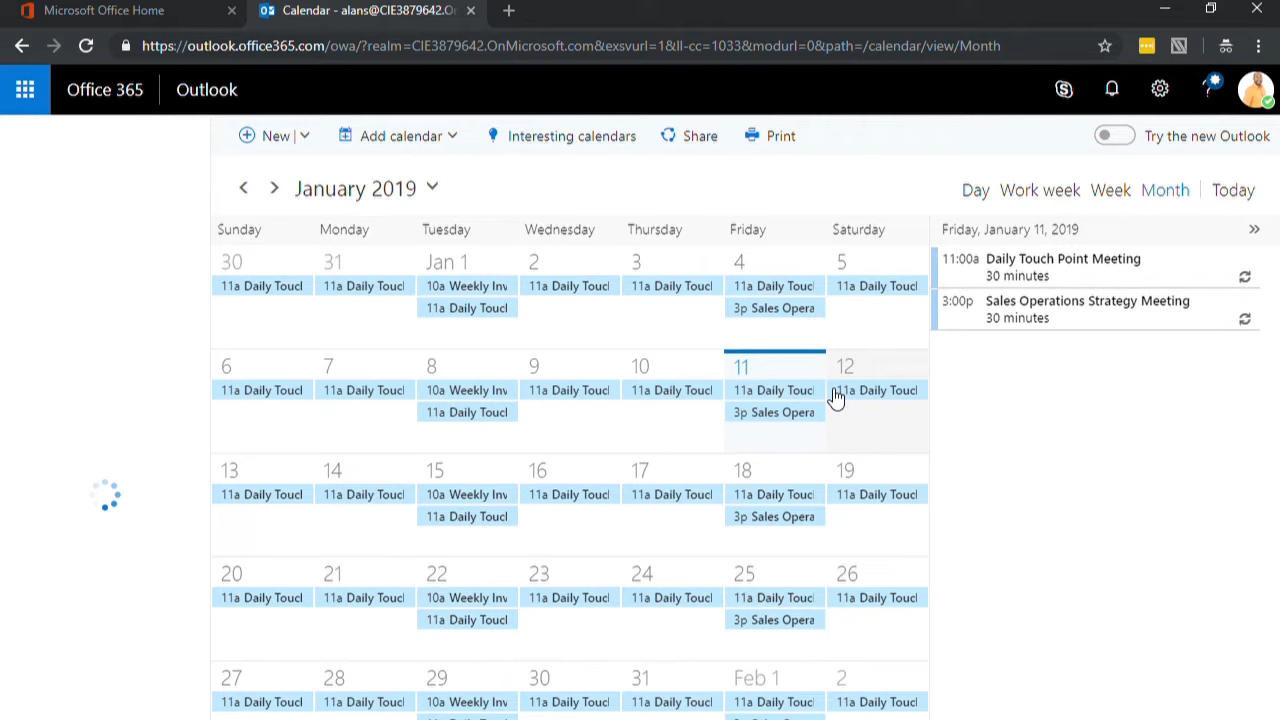 Microsoft Office Home
Calendar - alans@CIE3879642.O
https://outlook.office365.com/owa/?realm=CIE3879642.OnMicrosoft.com&exsvurl=1&ll-cc=1033&modurl=0&path=/calendar/view/Month
Office 365 Outlook
New Add calendar Interesting calendars Share Print Try the new Outlook
January 2019 Day Work week Week Month Today
Sunday Monday Tuesday Wednesday Thursday Friday Saturday
30 31 Jan 1 2 3 4 5
11a Daily Toucl 11a Daily Toucl 10a Weekly Inv 11a Daily Toucl 11a Daily Toucl 11a Daily Toucl 11a Daily Toucl
11a Daily Toucl 3p Sales Opera
6 7 8 9 10 11 12
11a Daily Toucl 11a Daily Toucl 10a Weekly Inv 11a Daily Toucl 11a Daily Toucl 11a Daily Toucl 11a Daily Toucl
11a Daily Toucl 3p Sales Opera
13 14 15 16 17 18 19
11a Daily Toucl 11a Daily Toucl 10a Weekly Inv 11a Daily Toucl 11a Daily Toucl 11a Daily Toucl 11a Daily Toucl
11a Daily Toucl 3p Sales Opera
20 21 22 23 24 25 26
11a Daily Toucl 11a Daily Toucl 10a Weekly Inv 11a Daily Toucl 11a Daily Toucl 11a Daily Toucl 11a Daily Toucl
11a Daily Toucl 3p Sales Opera
27 28 29 30 31 Feb 1 2
11a Daily Toucl 11a Daily Toucl 10a Weekly Inv 11a Daily Toucl 11a Daily Toucl 11a Daily Toucl 11a Daily Toucl
Friday, January 11, 2019
11:00a Daily Touch Point Meeting
30 minutes
3:00p Sales Operations Strategy Meeting
30 minutes